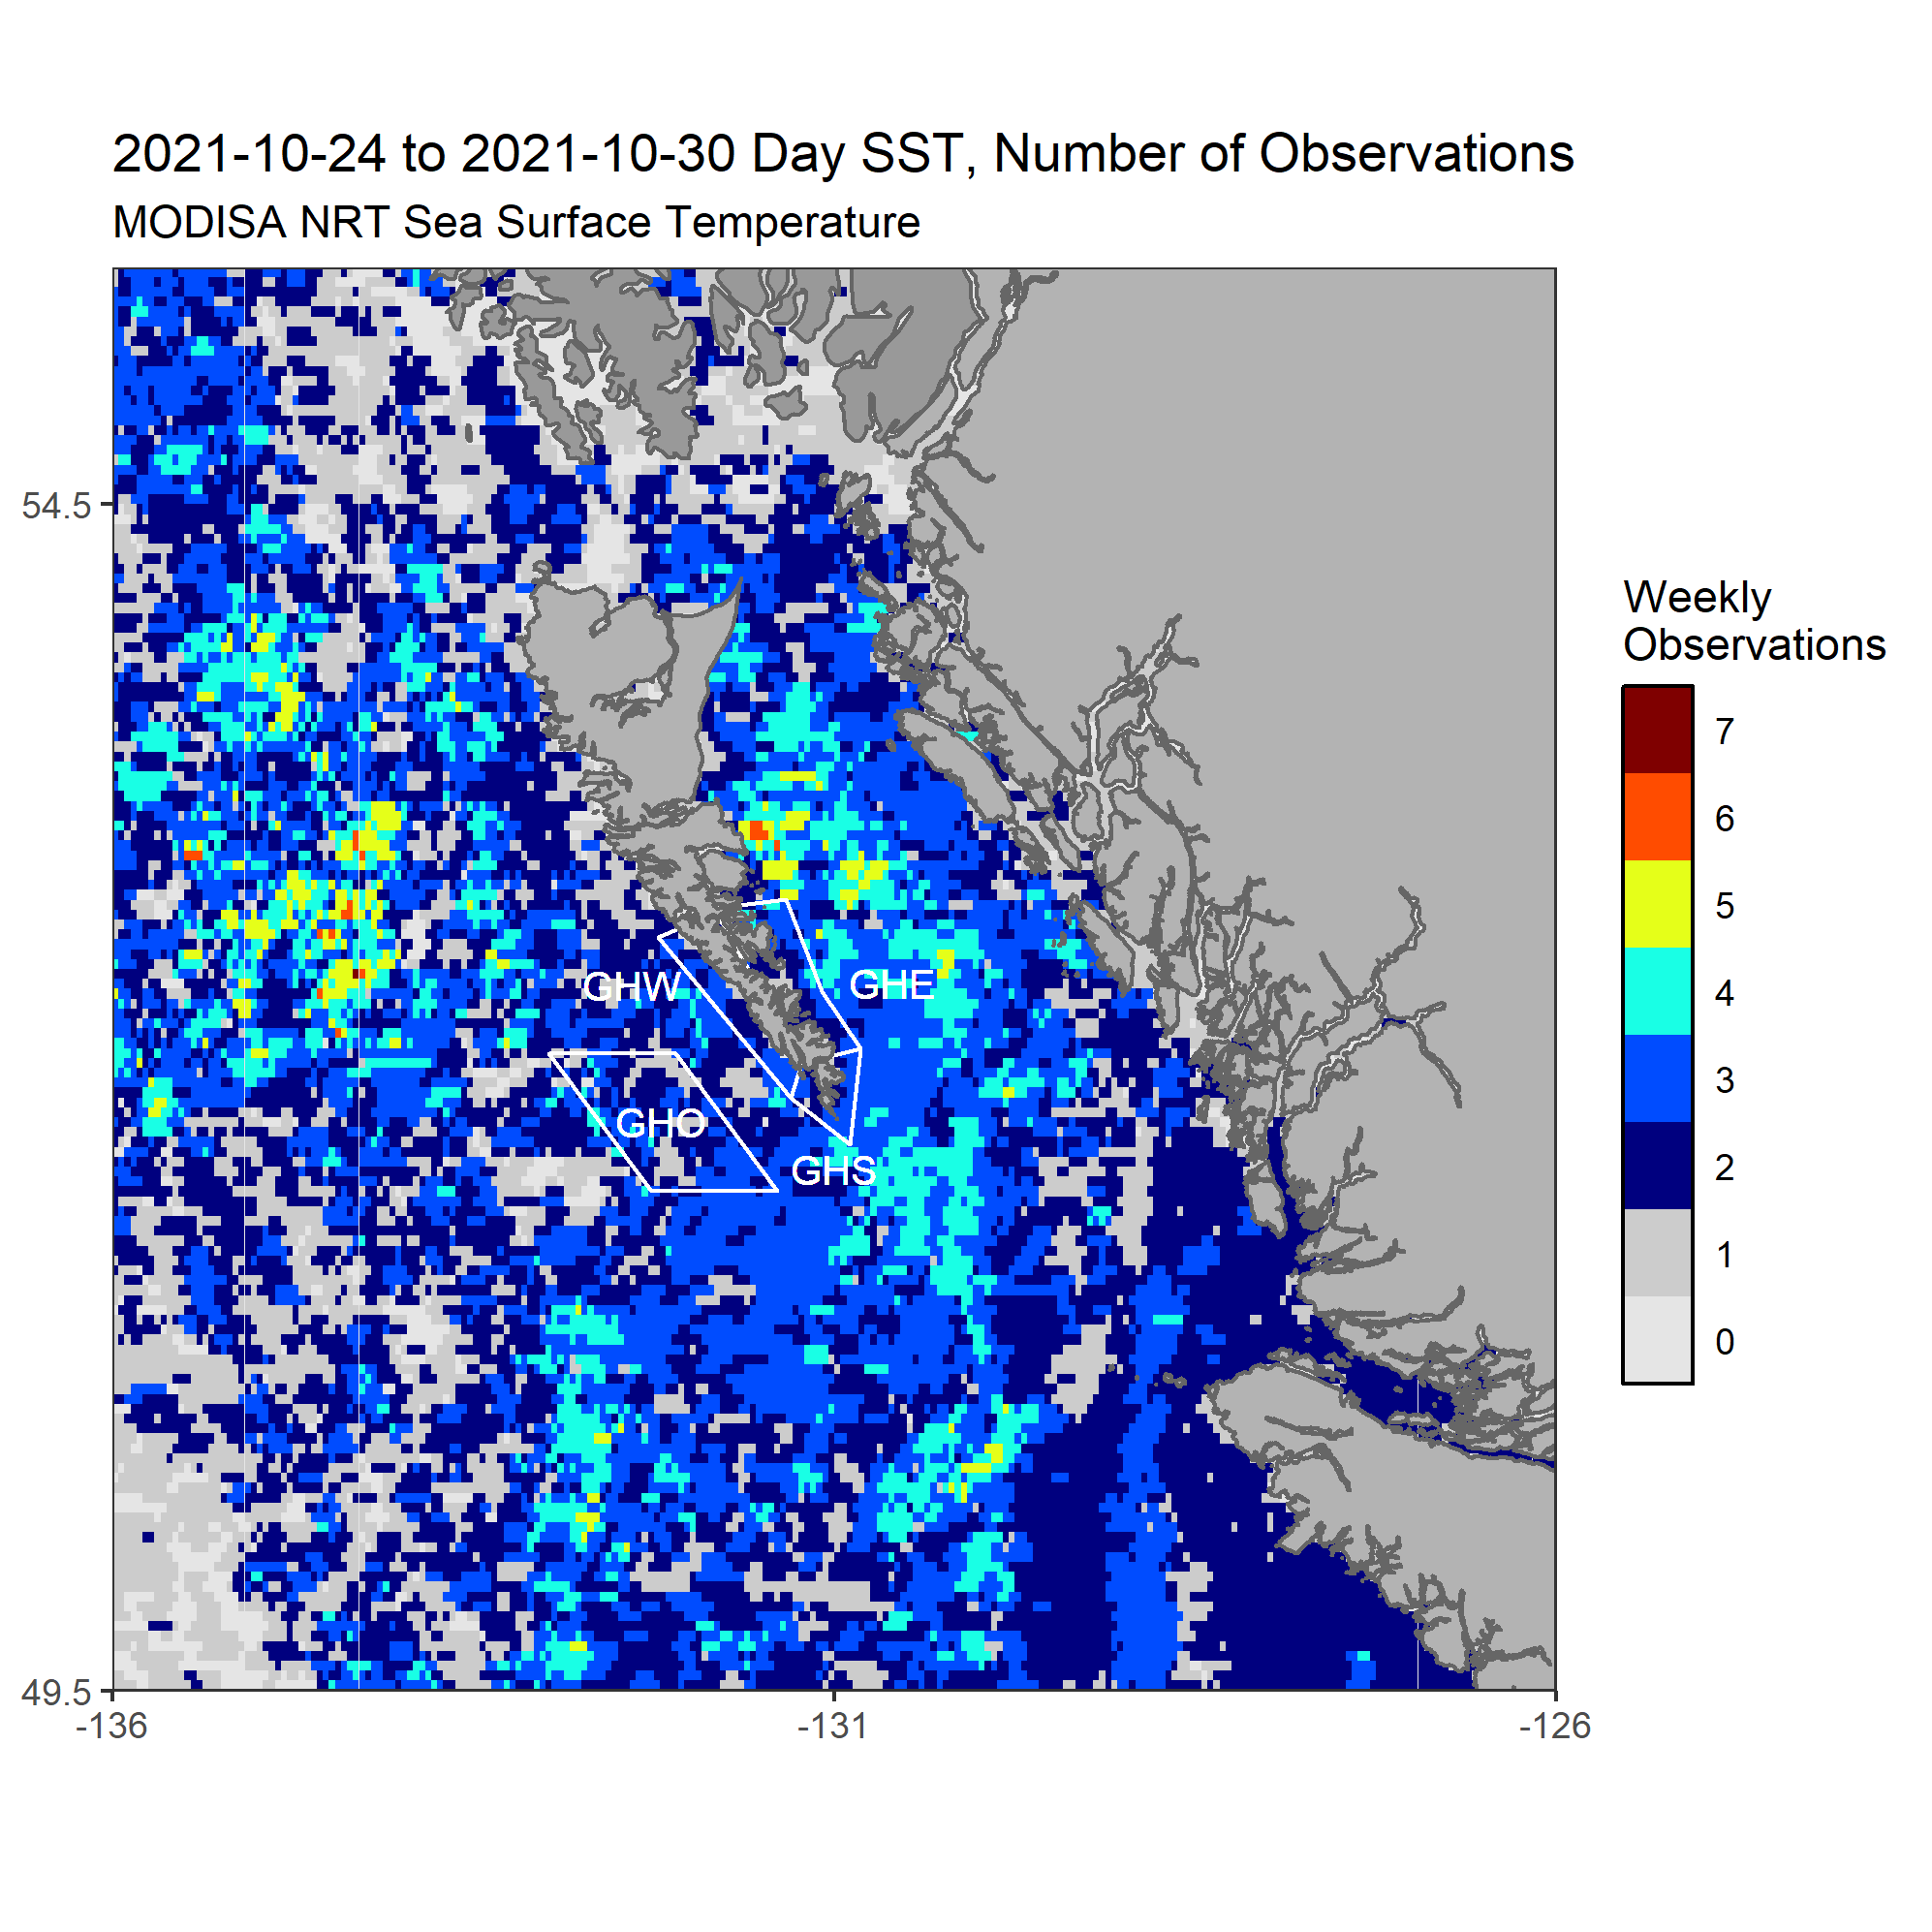 2021-10-24 to 2021-10-30 Day SST, Number of Observations
MODISA NRT Sea Surface Temperature
54.5
49.5
-136
-131
-126
GHW
GHE
GHO
GHS
Weekly
Observations
7
6
5
4
3
2
1
0